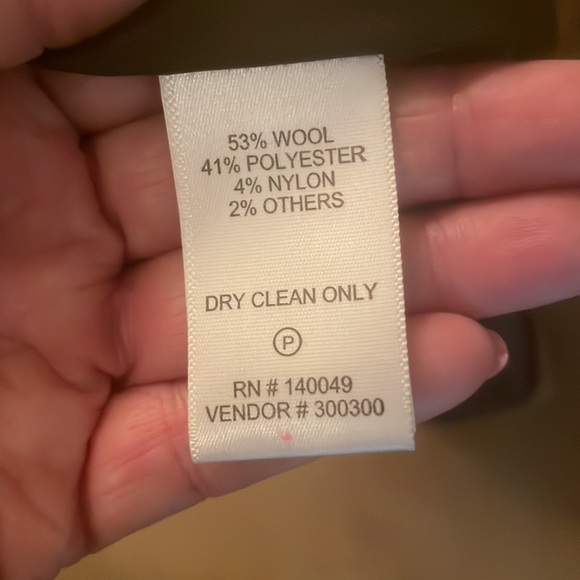 53% WOOL
41% POLYESTER
4% NYLON
2% OTHERS
DRY CLEAN ONLY
P
RN # 140049
VENDOR # 300300